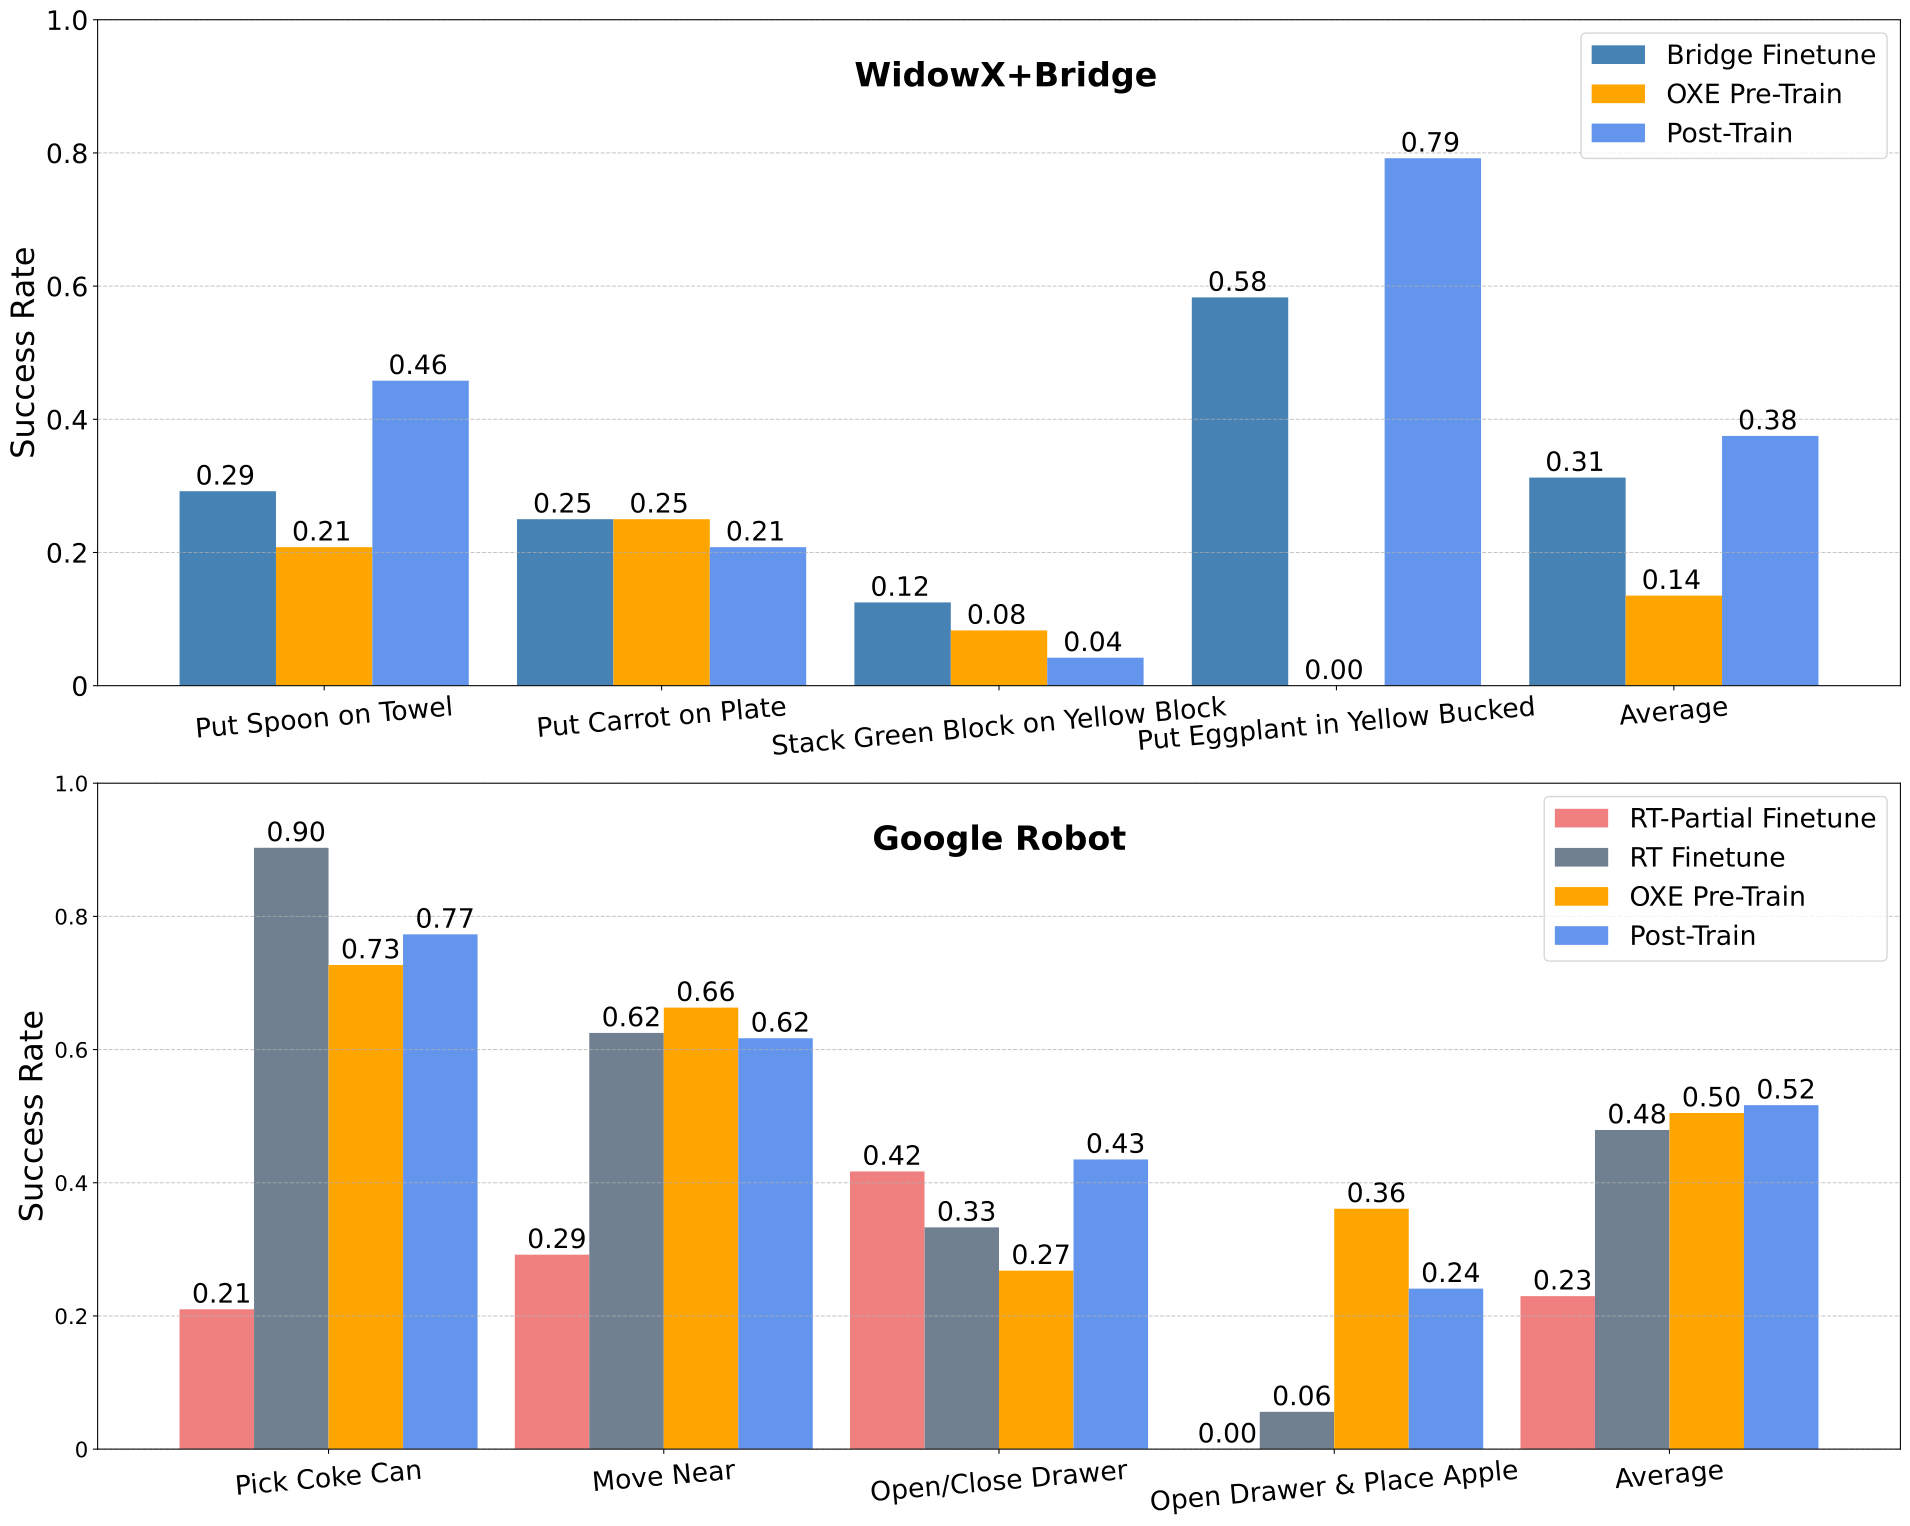 WidowX+Bridge
Bridge Finetune
OXE Pre-Train
Post-Train
Success Rate
1.0
0.8
0.6
0.4
0.2
0
0.29
0.21
0.46
0.25
0.25
0.21
0.12
0.08
0.04
0.58
0.00
0.79
0.31
0.14
0.38
Put Spoon on Towel
Put Carrot on Plate
Stack Green Block on Yellow Block
Put Eggplant in Yellow Bucked
Average
Google Robot
RT-Partial Finetune
RT Finetune
OXE Pre-Train
Post-Train
Success Rate
1.0
0.8
0.6
0.4
0.2
0
0.21
0.90
0.73
0.77
0.29
0.62
0.66
0.62
0.42
0.33
0.27
0.43
0.00
0.06
0.36
0.24
0.23
0.48
0.50
0.52
Pick Coke Can
Move Near
Open/Close Drawer
Open Drawer & Place Apple
Average